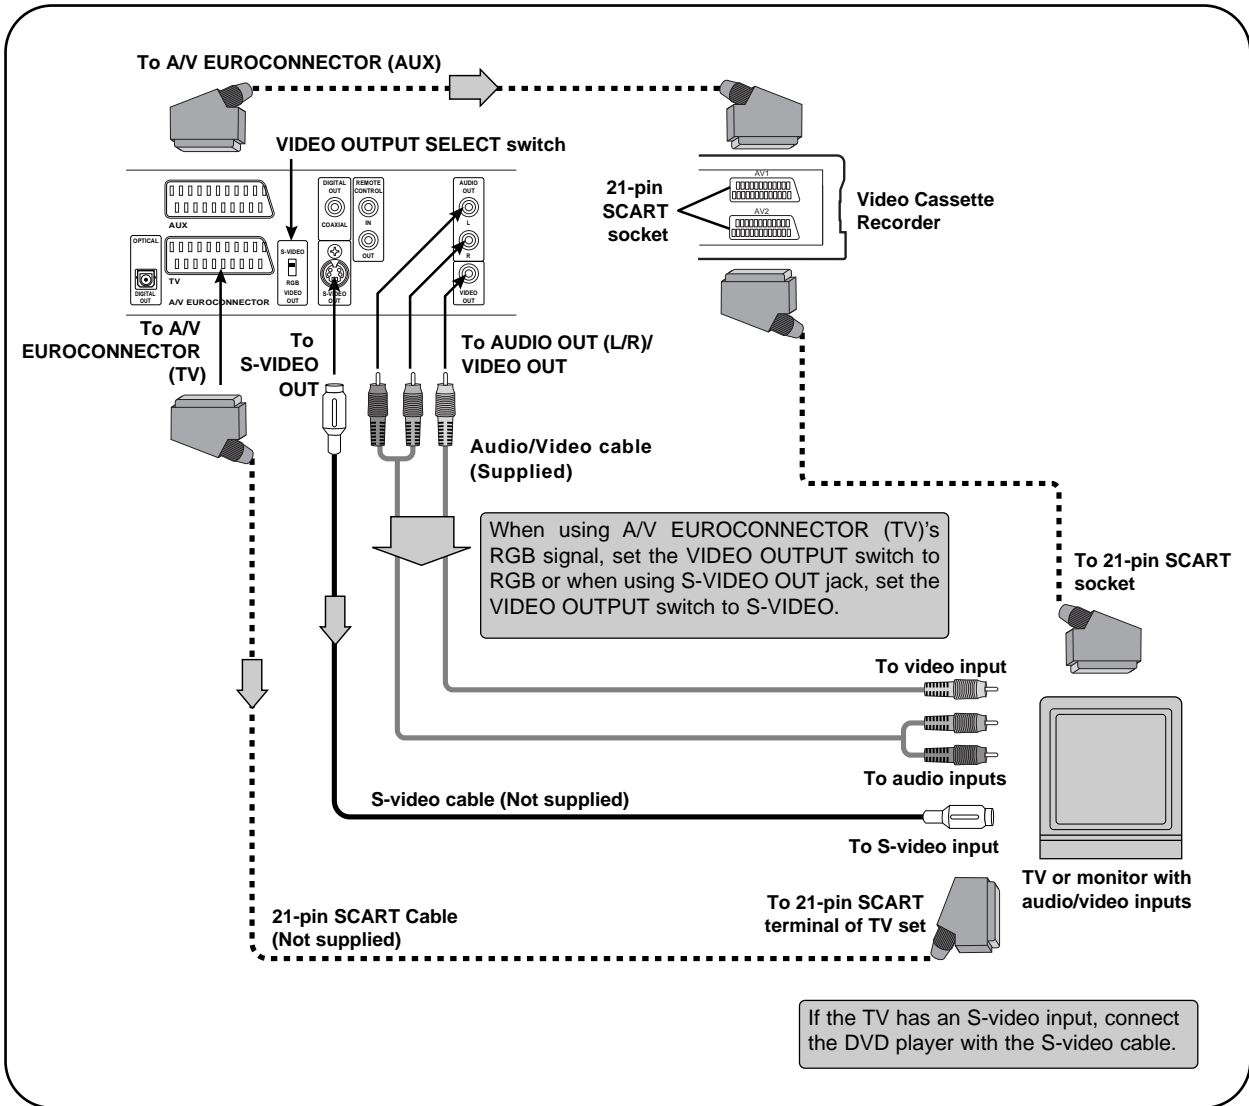 To A/V EUROCONNECTOR (AUX)
VIDEO OUTPUT SELECT switch
AUX
OPTICAL
DIGITAL
OUT
TV
A/V EUROCONNECTOR
S-VIDEO
RGB
VIDEO
OUT
DIGITAL
OUT
COAXIAL
S-VIDEO
OUT
REMOTE
CONTROL
IN
OUT
AUDIO
OUT
L
R
VIDEO
OUT
21-pin
SCART
socket
AV1
AV2
Video Cassette
Recorder
To A/V
EUROCONNECTOR
(TV)
To
S-VIDEO
OUT
To AUDIO OUT (L/R)/
VIDEO OUT
Audio/Video cable
(Supplied)
When using A/V EUROCONNECTOR (TV)'s
RGB signal, set the VIDEO OUTPUT switch to
RGB or when using S-VIDEO OUT jack, set the
VIDEO OUTPUT switch to S-VIDEO.
To 21-pin SCART
socket
To video input
To audio inputs
S-video cable (Not supplied)
To S-video input
TV or monitor with
audio/video inputs
To 21-pin SCART
terminal of TV set
21-pin SCART Cable
(Not supplied)
If the TV has an S-video input, connect
the DVD player with the S-video cable.